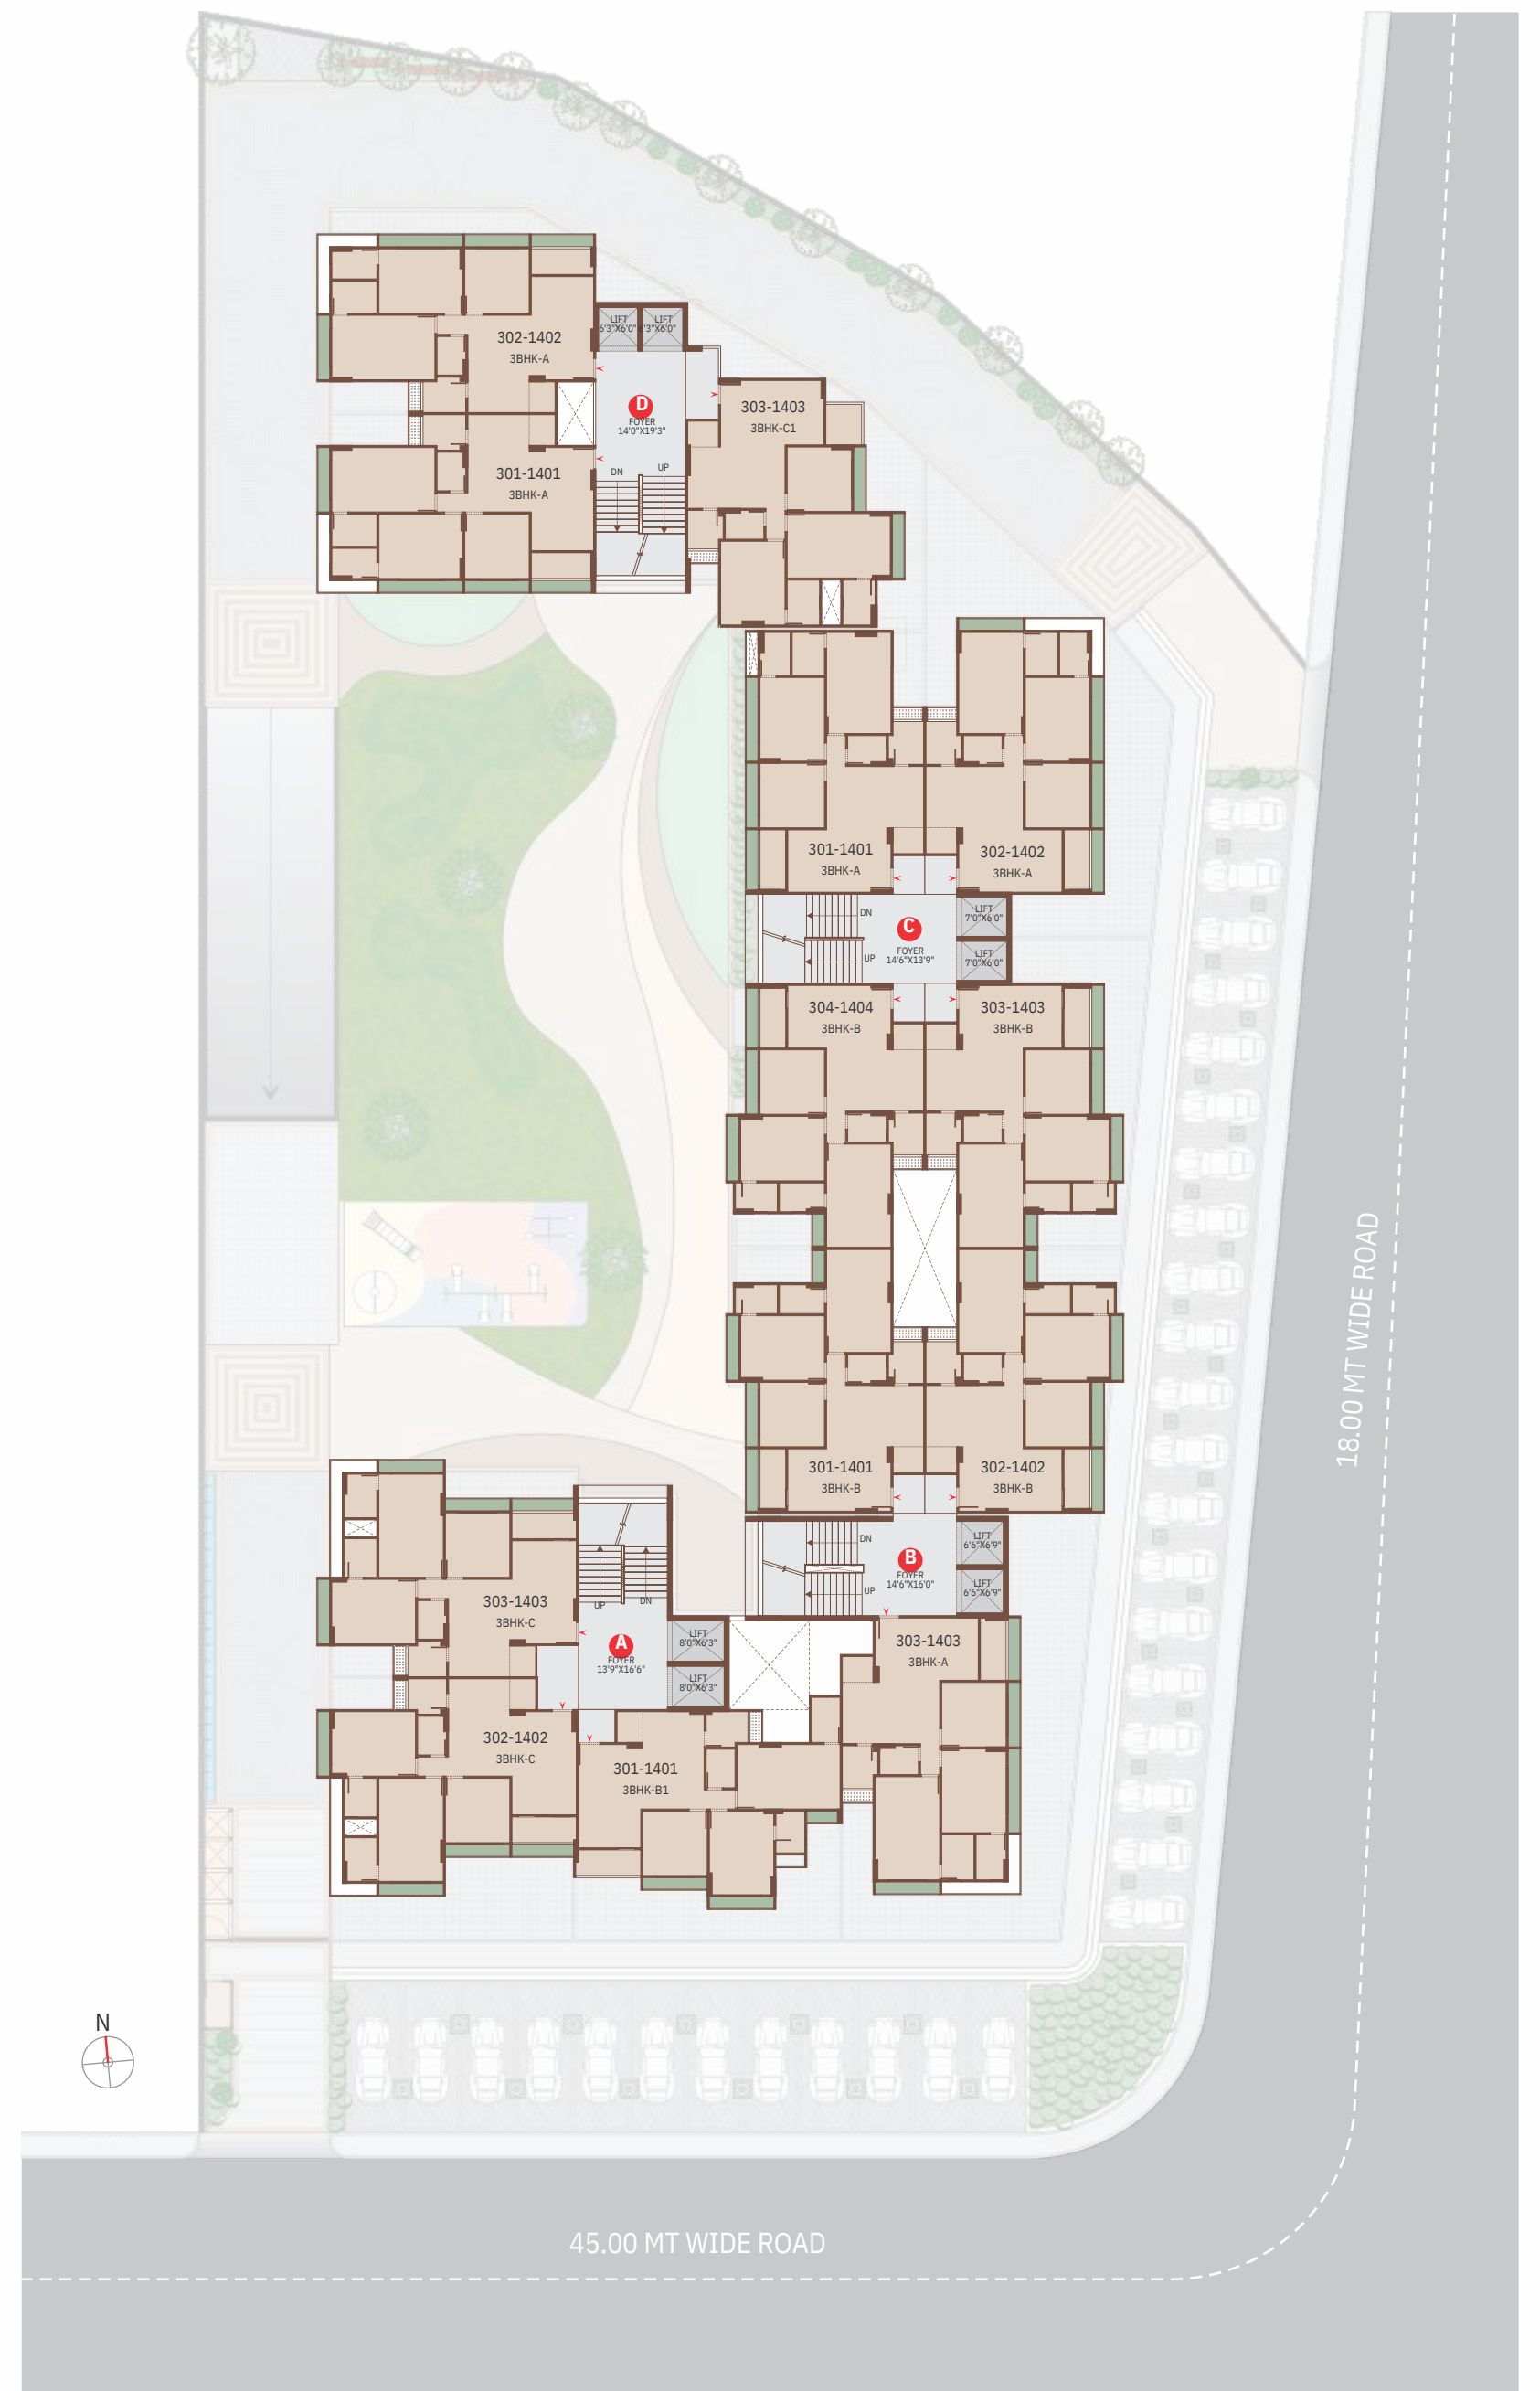 LIFT
6'3"X6'0"
LIFT
6'3"X6'0"
302-1402
3BHK-A
D
FOYER
14'0"X19'3"
303-1403
3BHK-C1
301-1401
3BHK-A
DN
UP
301-1401
3BHK-A
302-1402
3BHK-A
DN
UP
C
FOYER
14'6"X13'9"
LIFT
7'0"X6'0"
LIFT
7'0"X6'0"
304-1404
3BHK-B
303-1403
3BHK-B
18.00 MT WIDE ROAD
301-1401
3BHK-B
302-1402
3BHK-B
DN
UP
B
FOYER
14'6"X16'0"
LIFT
6'6"X6'9"
LIFT
6'6"X6'9"
303-1403
3BHK-C
UP
DN
A
FOYER
13'9"X16'6"
LIFT
8'0"X6'3"
LIFT
8'0"X6'3"
303-1403
3BHK-A
302-1402
3BHK-C
301-1401
3BHK-B1
N
45.00 MT WIDE ROAD